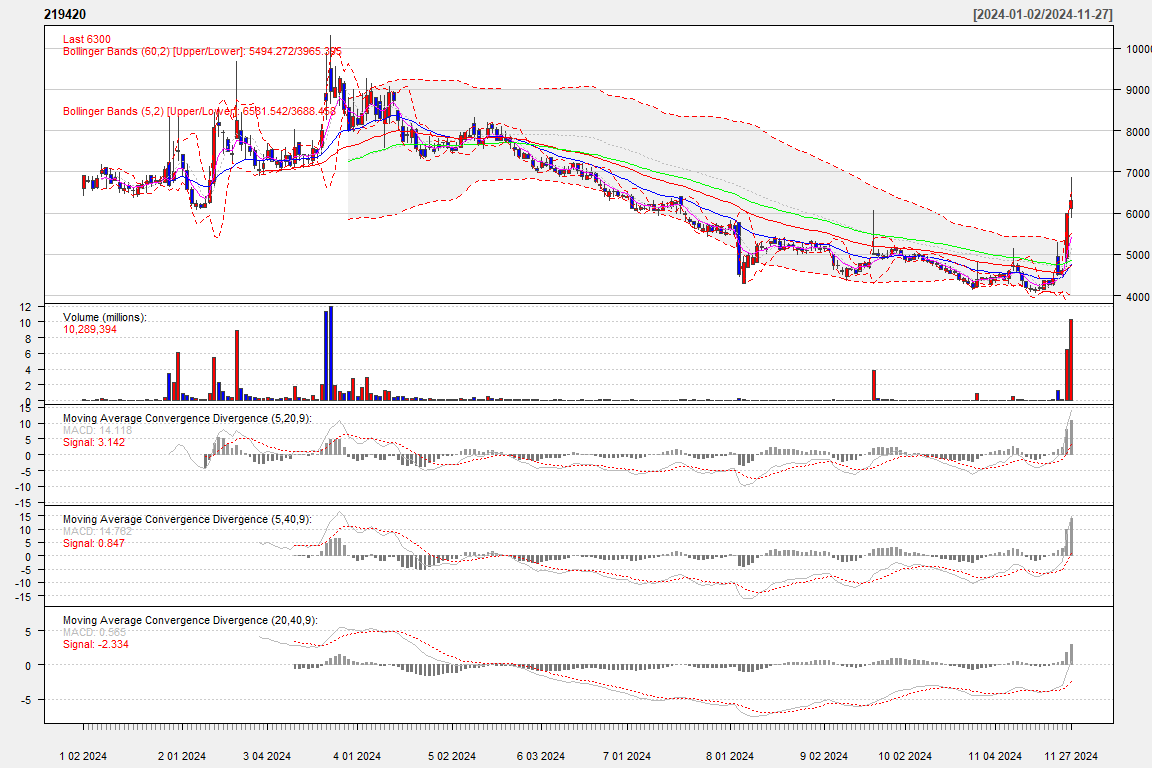 219420 [2024-01-02/2024-11-27]
Last 6300
Bollinger Bands (60,2) [Upper/Lower]: 5494.272/3965.395
Bollinger Bands (5,2) [Upper/Lower]: 6581.542/3688.458
10000
9000
8000
7000
6000
5000
4000
Volume (millions):
10,289,394
12
10
8
6
4
2
0
Moving Average Convergence Divergence (5,20,9):
MACD: 14.118
Signal: 3.142
15
10
5
0
-5
-10
-15
Moving Average Convergence Divergence (5,40,9):
MACD: 14.762
Signal: 0.847
15
10
5
0
-5
-10
-15
Moving Average Convergence Divergence (20,40,9):
MACD: 0.565
Signal: -2.334
5
0
-5
1 02 2024 2 01 2024 3 04 2024 4 01 2024 5 02 2024 6 03 2024 7 01 2024 8 01 2024 9 02 2024 10 02 2024 11 04 2024 11 27 2024